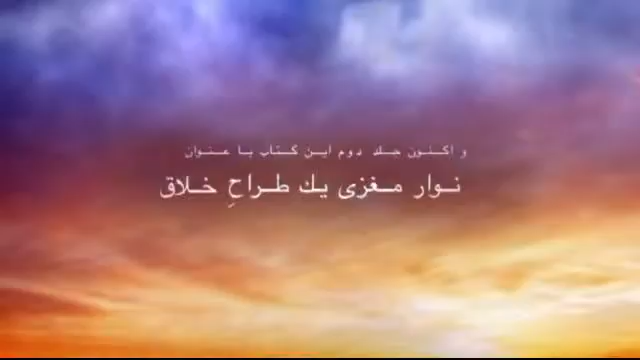 و اکنون جلد دوم این کتاب با عنوان
نوار مغزی یک طراحِ خلاق